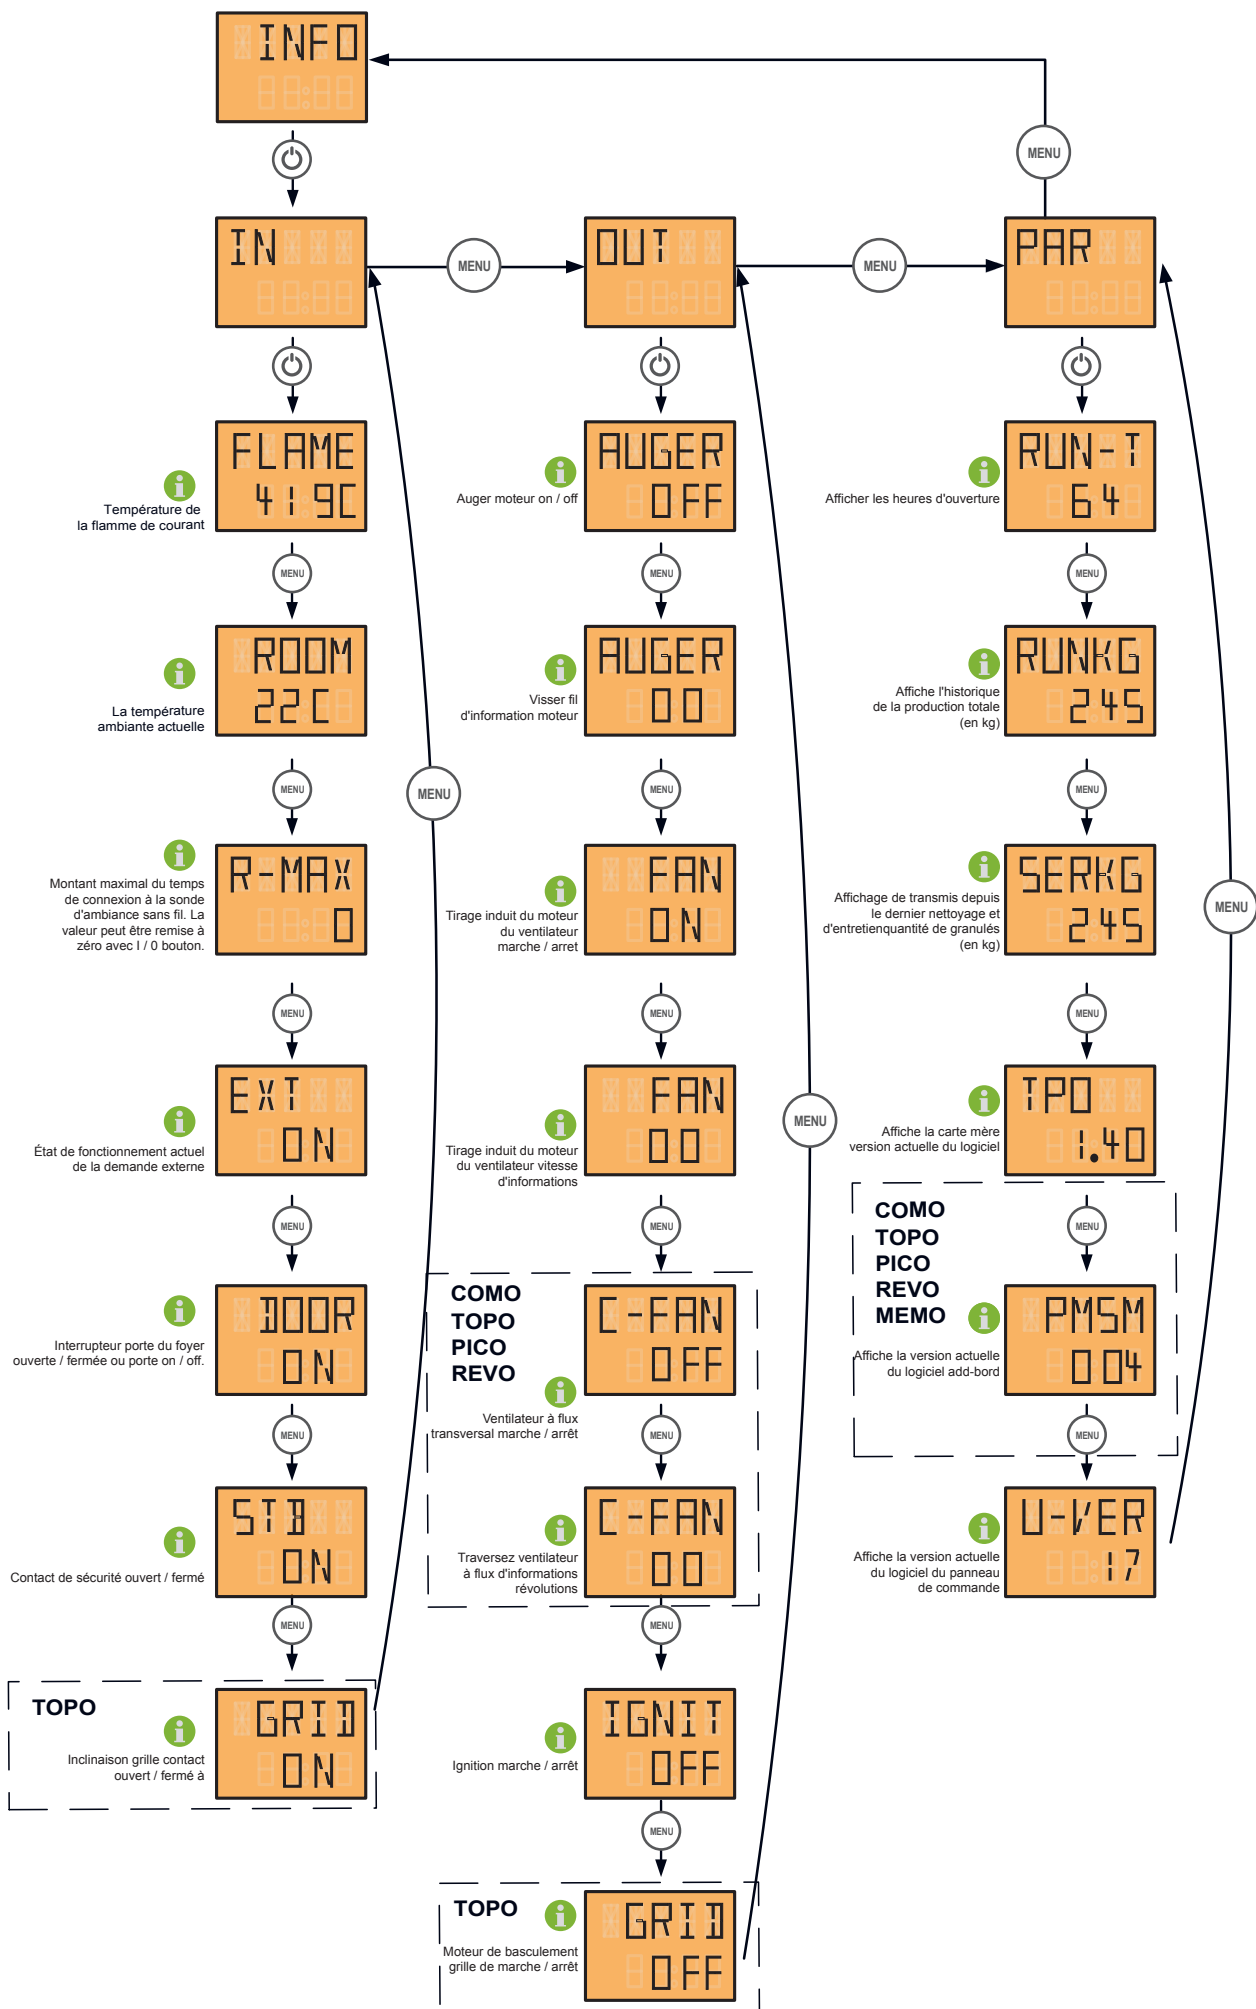 INFO
MENU
IN
MENU
OUT
MENU
PAR
FLAME
419C
Température de
la flamme de courant
MENU
ROOM
22C
La température
ambiante actuelle
MENU
MENU
R-MAX
0
Montant maximal du temps
de connexion à la sonde
d'ambiance sans fil. La
valeur peut être remise à
zéro avec I / 0 bouton.
MENU
EXT
ON
État de fonctionnement actuel
de la demande externe
MENU
DOOR
ON
Interrupteur porte du foyer
ouverte / fermée ou porte on / off.
MENU
STB
ON
Contact de sécurité ouvert / fermé
MENU
TOPO
GRID
ON
Inclinaison grille contact
ouvert / fermé à
AUGER
OFF
Auger moteur on / off
MENU
AUGER
00
Visser fil
d'information moteur
MENU
FAN
ON
Tirage induit du moteur
du ventilateur
marche / arret
MENU
FAN
00
Tirage induit du moteur
du ventilateur vitesse
d'informations
MENU
MENU
COMO
TOPO
PICO
REVO
C-FAN
OFF
Ventilateur à flux
transversal marche / arrêt
MENU
C-FAN
00
Traversez ventilateur
à flux d'informations
révolutions
MENU
IGNIT
OFF
Ignition marche / arrêt
MENU
TOPO
GRID
OFF
Moteur de basculement
grille de marche / arrêt
RUN-T
64
Afficher les heures d'ouverture
MENU
RUNKG
245
Affiche l'historique
de la production totale
(en kg)
MENU
SERKG
245
Affichage de transmis depuis
le dernier nettoyage et
d'entretienquantité de granulés
(en kg)
MENU
MENU
TPO
1.40
Affiche la carte mère
version actuelle du logiciel
COMO
TOPO
PICO
REVO
MEMO
MENU
PMSM
004
Affiche la version actuelle
du logiciel add-bord
MENU
U-VER
17
Affiche la version actuelle
du logiciel du panneau
de commande